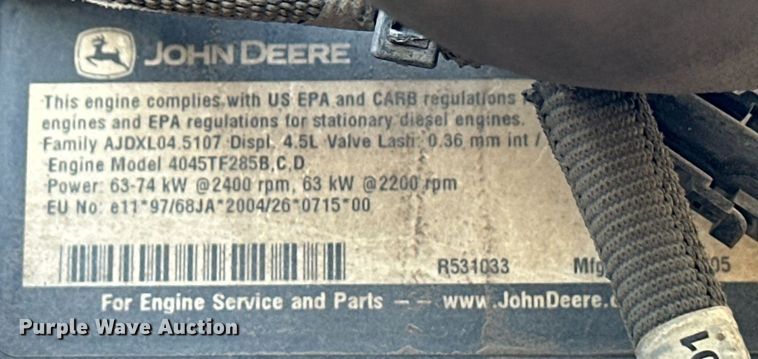 JOHN DEERE
This engine complies with US EPA and CARB regulations
engines and EPA regulations for stationary diesel engines.
Family AJDXL04.5107 Displ. 4.5L Valve Lash: 0.36 mm int /
Engine Model 4045TF285B,C,D
Power: 63-74 kW @2400 rpm, 63 kW @2200 rpm
EU No: e11*97/68JA*2004/26*0715*00
R531033 Mfg 05
For Engine Service and Parts -- www.JohnDeere.
Purple Wave Auction